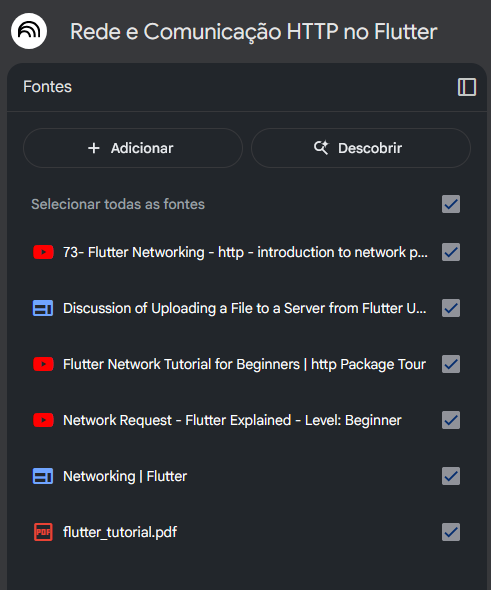 Rede e Comunicação HTTP no Flutter
Fontes
+ Adicionar
Descobrir
Selecionar todas as fontes
73- Flutter Networking - http - introduction to network p...
Discussion of Uploading a File to a Server from Flutter U...
Flutter Network Tutorial for Beginners | http Package Tour
Network Request - Flutter Explained - Level: Beginner
Networking | Flutter
PDF flutter_tutorial.pdf